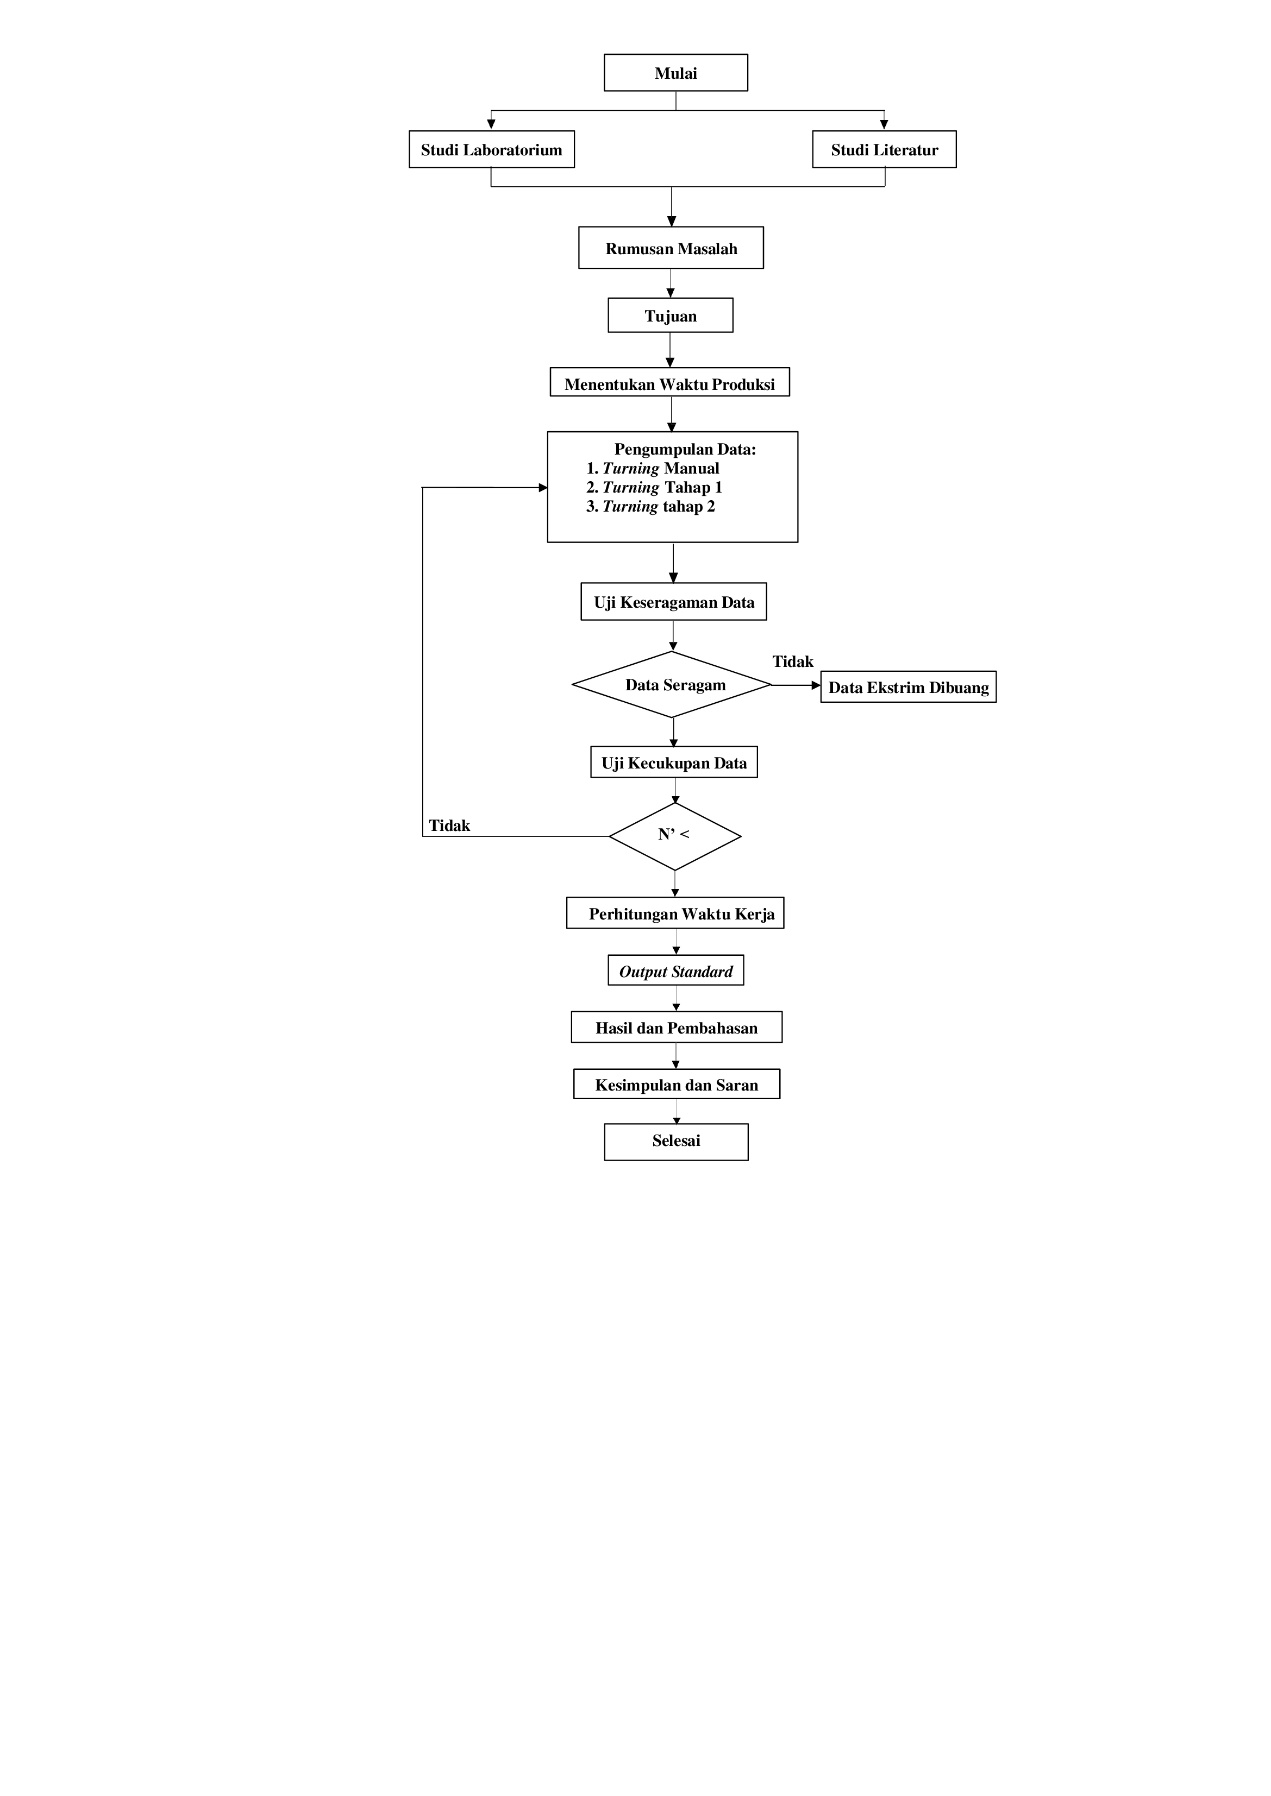 Mulai
Studi Laboratorium
Studi Literatur
Rumusan Masalah
Tujuan
Menentukan Waktu Produksi
Pengumpulan Data:
1. Turning Manual
2. Turning Tahap 1
3. Turning tahap 2
Uji Keseragaman Data
Tidak
Data Seragam
Data Ekstrim Dibuang
Uji Kecukupan Data
Tidak
N’ <
Perhitungan Waktu Kerja
Output Standard
Hasil dan Pembahasan
Kesimpulan dan Saran
Selesai